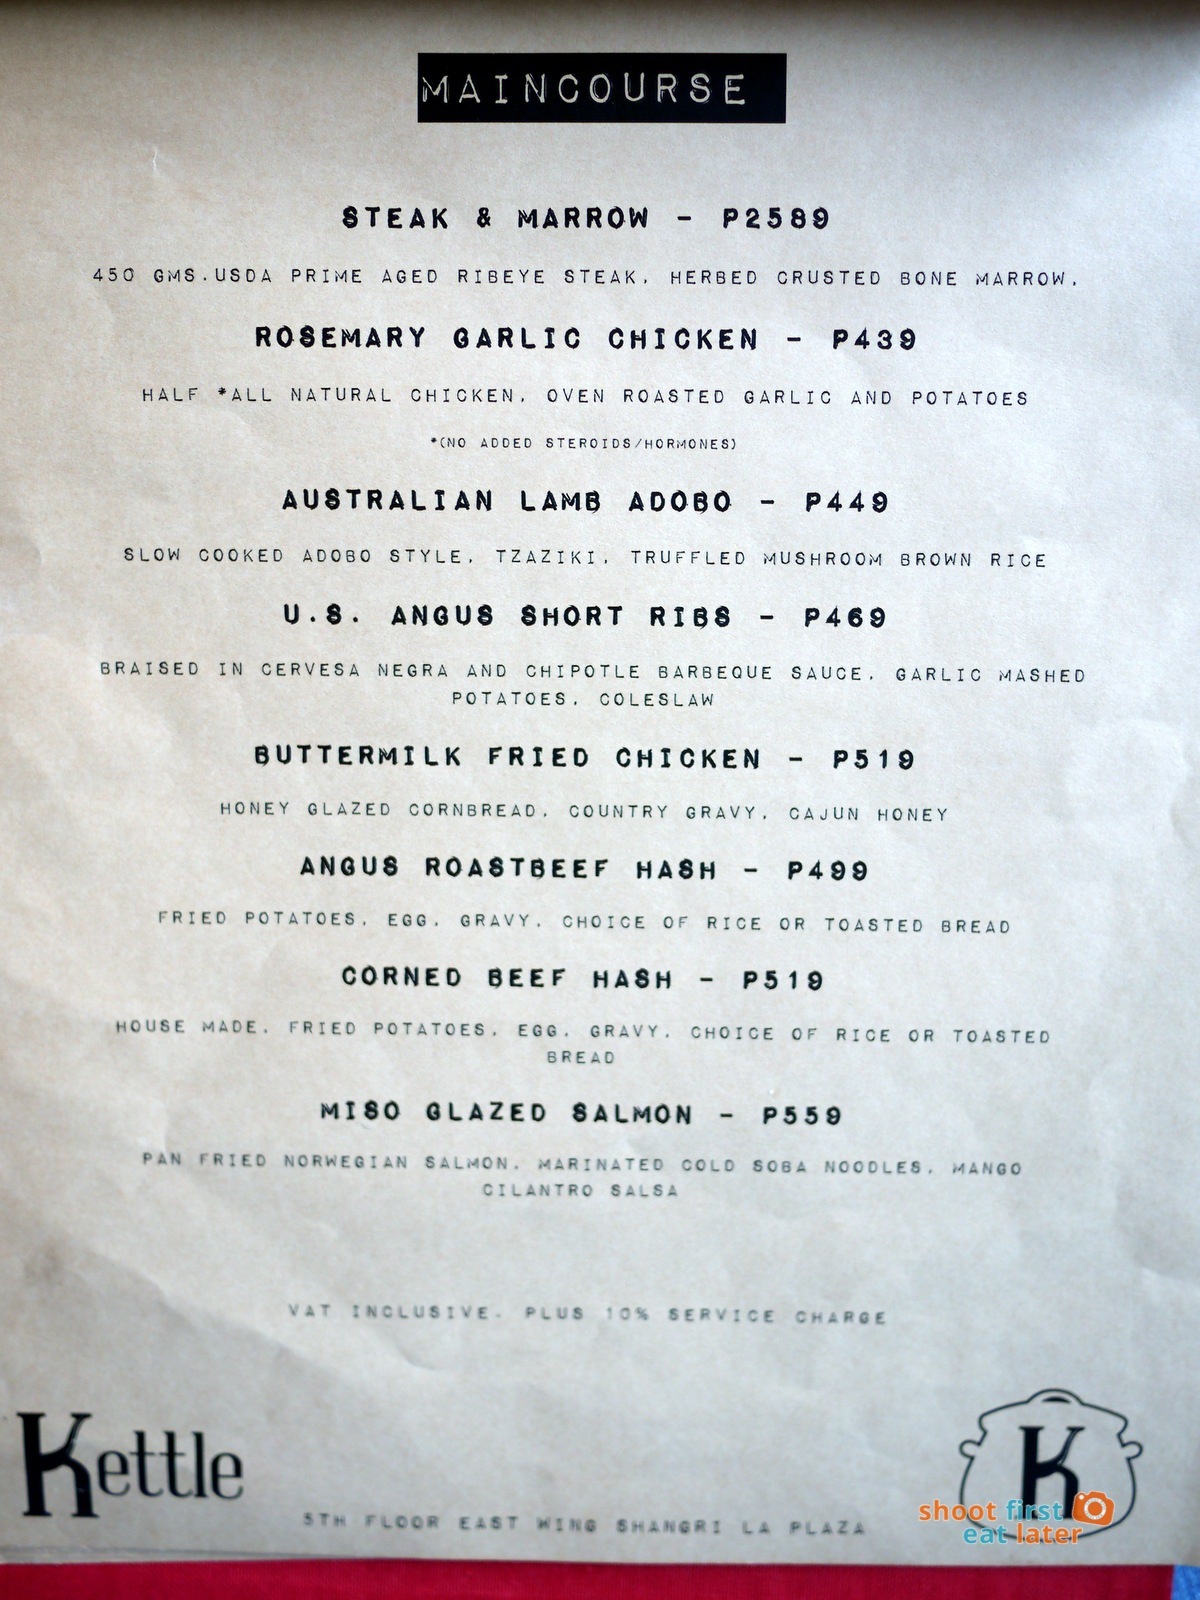 MAINCOURSE
STEAK & MARROW - P2589
450 GMS.USDA PRIME AGED RIBEYE STEAK, HERBED CRUSTED BONE MARROW,
ROSEMARY GARLIC CHICKEN - P439
HALF *ALL NATURAL CHICKEN, OVEN ROASTED GARLIC AND POTATOES
*(NO ADDED STEROIDS/HORMONES)
AUSTRALIAN LAMB ADOBO - P449
SLOW COOKED ADOBO STYLE, TZAZIKI, TRUFFLED MUSHROOM BROWN RICE
U.S. ANGUS SHORT RIBS - P469
BRAISED IN CERVESA NEGRA AND CHIPOTLE BARBEQUE SAUCE, GARLIC MASHED
POTATOES, COLESLAW
BUTTERMILK FRIED CHICKEN - P519
HONEY GLAZED CORNBREAD, COUNTRY GRAVY, CAJUN HONEY
ANGUS ROASTBEEF HASH - P499
FRIED POTATOES, EGG, GRAVY, CHOICE OF RICE OR TOASTED BREAD
CORNED BEEF HASH - P519
HOUSE MADE, FRIED POTATOES, EGG, GRAVY, CHOICE OF RICE OR TOASTED
BREAD
MISO GLAZED SALMON - P559
PAN FRIED NORWEGIAN SALMON, MARINATED COLD SOBA NOODLES, MANGO
CILANTRO SALSA
VAT INCLUSIVE. PLUS 10% SERVICE CHARGE
Kettle
K
5TH FLOOR EAST WING SHANGRI LA PLAZA
shoot first
eat later